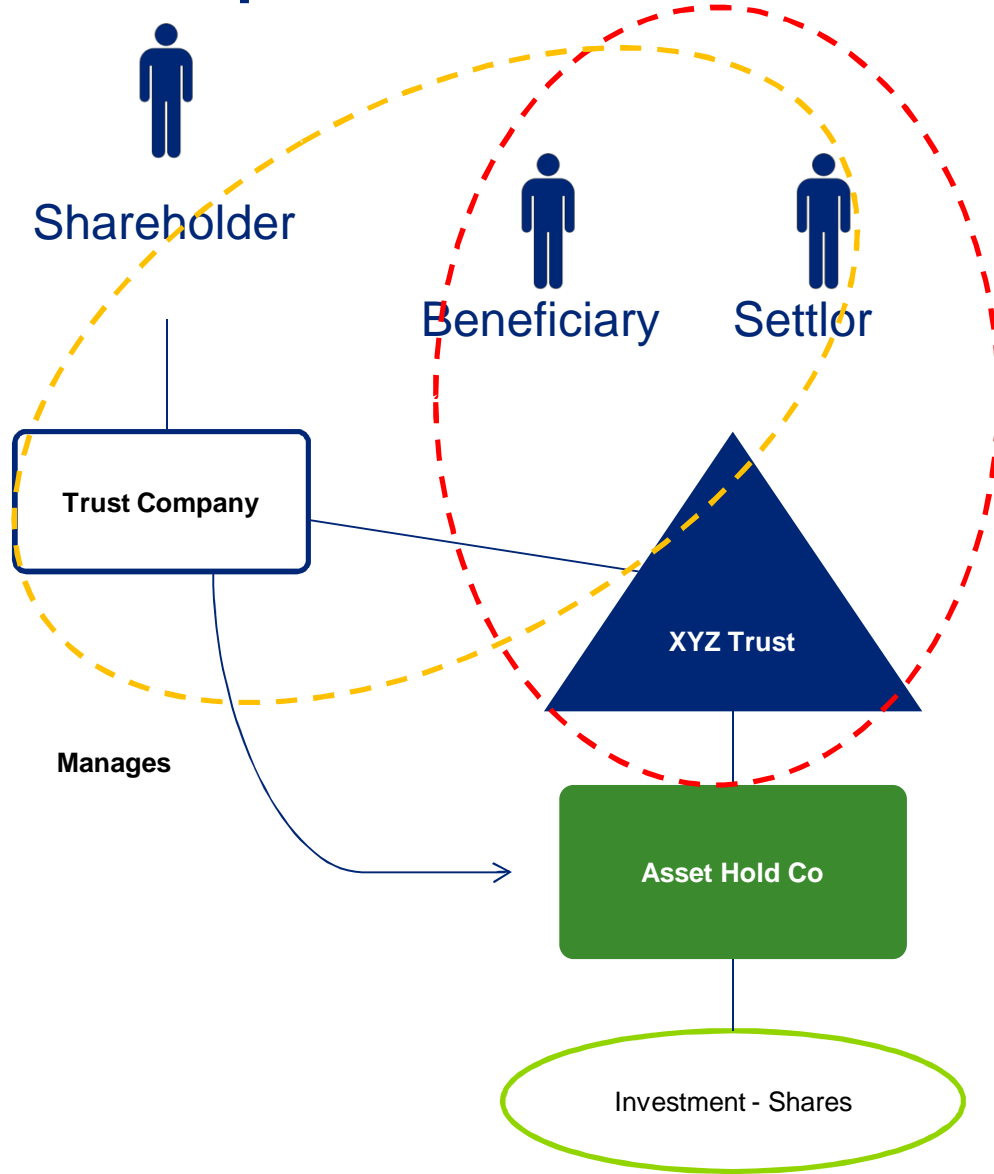 Shareholder
Beneficiary
Settlor
Trust Company
XYZ Trust
Manages
Asset Hold Co
Investment - Shares